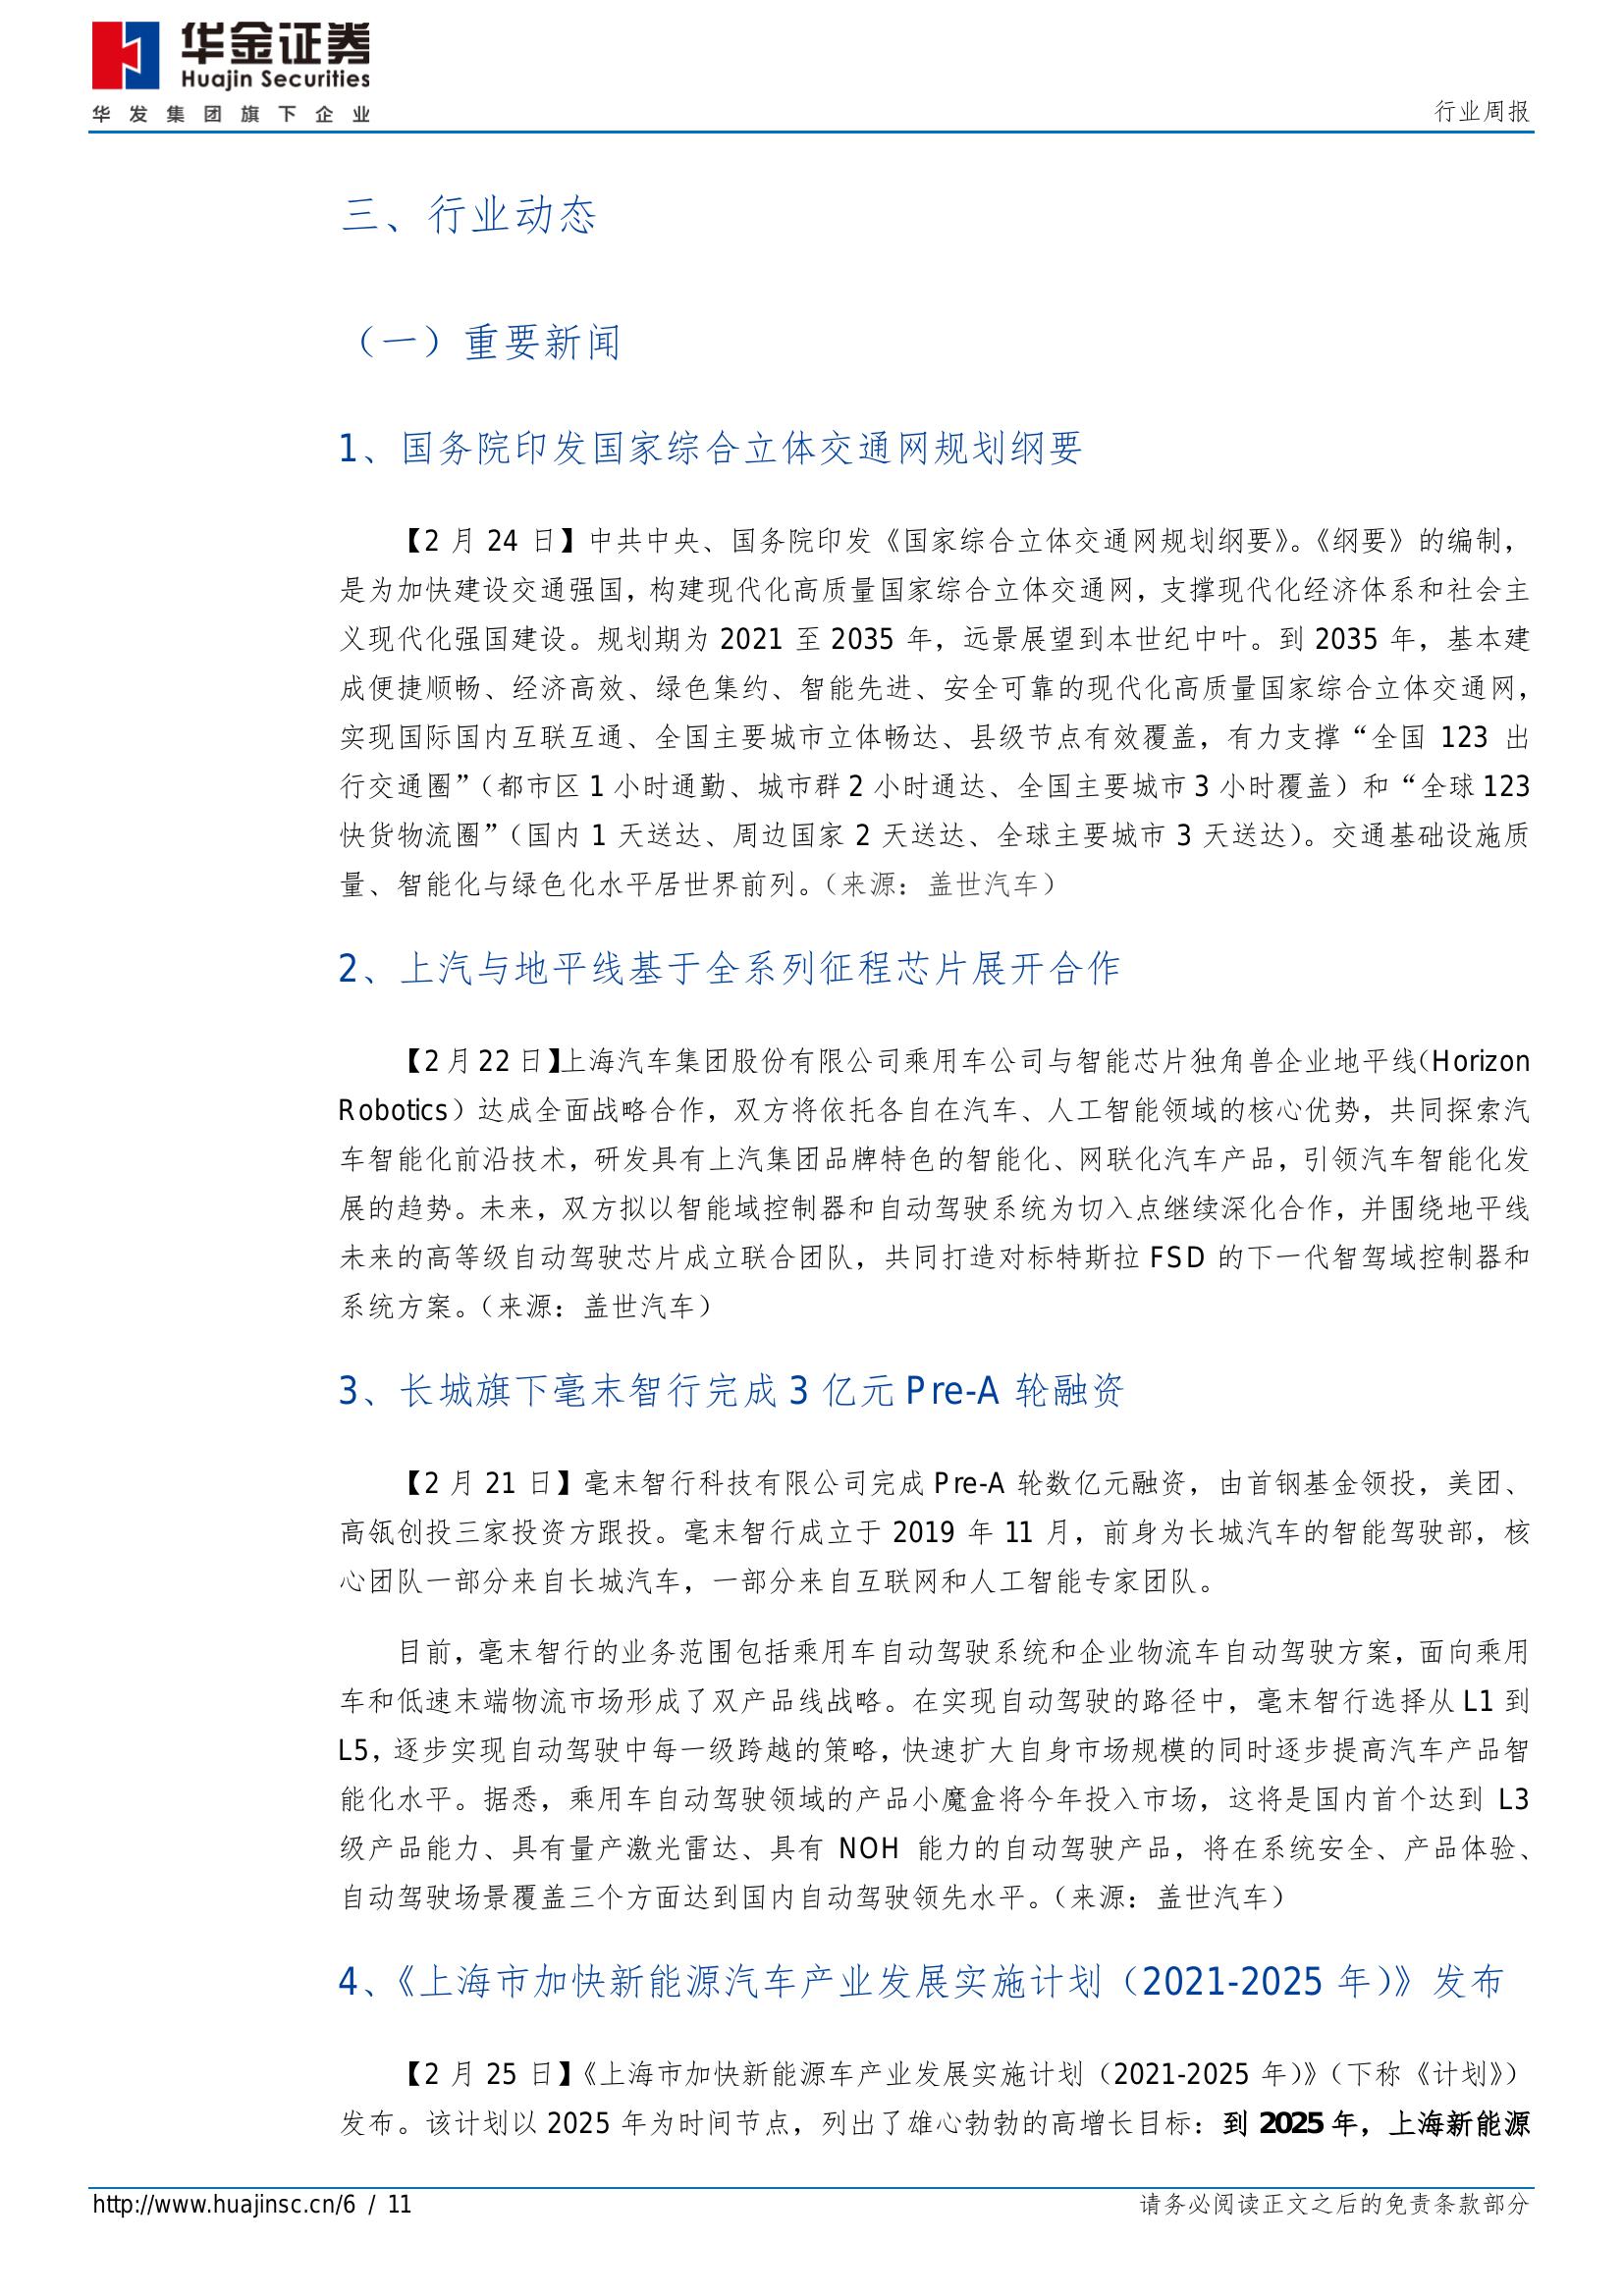 华金证券
Huajin Securities
华发集团旗下企业
行业周报
三、行业动态
（一）重要新闻
1、国务院印发国家综合立体交通网规划纲要
【2 月 24 日】中共中央、国务院印发《国家综合立体交通网规划纲要》。《纲要》的编制，
是为加快建设交通强国，构建现代化高质量国家综合立体交通网，支撑现代化经济体系和社会主
义现代化强国建设。规划期为 2021 至 2035 年，远景展望到本世纪中叶。到 2035 年，基本建
成便捷顺畅、经济高效、绿色集约、智能先进、安全可靠的现代化高质量国家综合立体交通网，
实现国际国内互联互通、全国主要城市立体畅达、县级节点有效覆盖，有力支撑“全国 123 出
行交通圈”（都市区 1 小时通勤、城市群 2 小时通达、全国主要城市 3 小时覆盖）和“全球 123
快货物流圈”（国内 1 天送达、周边国家 2 天送达、全球主要城市 3 天送达）。交通基础设施质
量、智能化与绿色化水平居世界前列。（来源：盖世汽车）
2、上汽与地平线基于全系列征程芯片展开合作
【2 月 22 日】上海汽车集团股份有限公司乘用车公司与智能芯片独角兽企业地平线（Horizon
Robotics）达成全面战略合作，双方将依托各自在汽车、人工智能领域的核心优势，共同探索汽
车智能化前沿技术，研发具有上汽集团品牌特色的智能化、网联化汽车产品，引领汽车智能化发
展的趋势。未来，双方拟以智能域控制器和自动驾驶系统为切入点继续深化合作，并围绕地平线
未来的高等级自动驾驶芯片成立联合团队，共同打造对标特斯拉 FSD 的下一代智驾域控制器和
系统方案。（来源：盖世汽车）
3、长城旗下毫末智行完成 3 亿元 Pre-A 轮融资
【2 月 21 日】毫末智行科技有限公司完成 Pre-A 轮数亿元融资，由首钢基金领投，美团、
高瓴创投三家投资方跟投。毫末智行成立于 2019 年 11 月，前身为长城汽车的智能驾驶部，核
心团队一部分来自长城汽车，一部分来自互联网和人工智能专家团队。
目前，毫末智行的业务范围包括乘用车自动驾驶系统和企业物流车自动驾驶方案，面向乘用
车和低速末端物流市场形成了双产品线战略。在实现自动驾驶的路径中，毫末智行选择从 L1 到
L5，逐步实现自动驾驶中每一级跨越的策略，快速扩大自身市场规模的同时逐步提高汽车产品智
能化水平。据悉，乘用车自动驾驶领域的产品小魔盒将今年投入市场，这将是国内首个达到 L3
级产品能力、具有量产激光雷达、具有 NOH 能力的自动驾驶产品，将在系统安全、产品体验、
自动驾驶场景覆盖三个方面达到国内自动驾驶领先水平。（来源：盖世汽车）
4、《上海市加快新能源汽车产业发展实施计划（2021-2025 年）》发布
【2 月 25 日】《上海市加快新能源车产业发展实施计划（2021-2025 年）》（下称《计划》）
发布。该计划以 2025 年为时间节点，列出了雄心勃勃的高增长目标：到 2025 年，上海新能源
http://www.huajinsc.cn/6 / 11
请务必阅读正文之后的免责条款部分